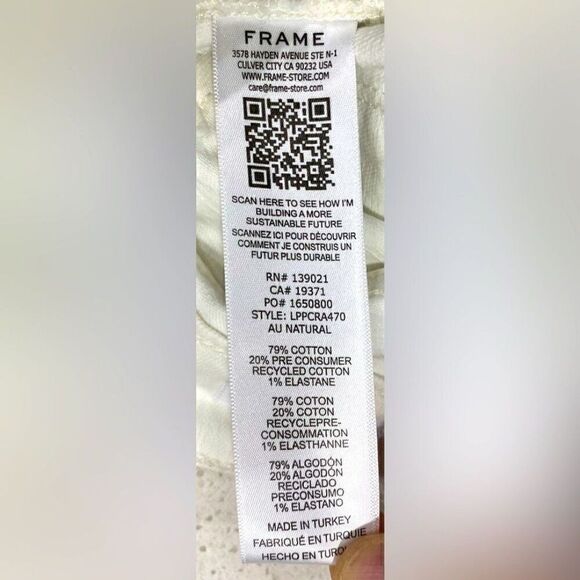 FRAME
3578 HAYDEN AVENUE STE N-1
CULVER CITY CA 90232 USA
WWW.FRAME-STORE.COM
care@frame-store.com
SCAN HERE TO SEE HOW I'M
BUILDING A MORE
SUSTAINABLE FUTURE
SCANNEZ ICI POUR DÉCOUVRIR
COMMENT JE CONSTRUIS UN
FUTUR PLUS DURABLE
RN# 139021
CA# 19371
PO# 1650800
STYLE: LPPCRA470
AU NATURAL
79% COTTON
20% PRE CONSUMER
RECYCLED COTTON
1% ELASTANE
79% COTON
20% COTON
RECYCLEPRE-
CONSOMMATION
1% ELASTHANNE
79% ALGODÓN
20% ALGODÓN
RECICLADO
PRECONSUMO
1% ELASTANO
MADE IN TURKEY
FABRIQUÉ EN TURQUIE
HECHO EN